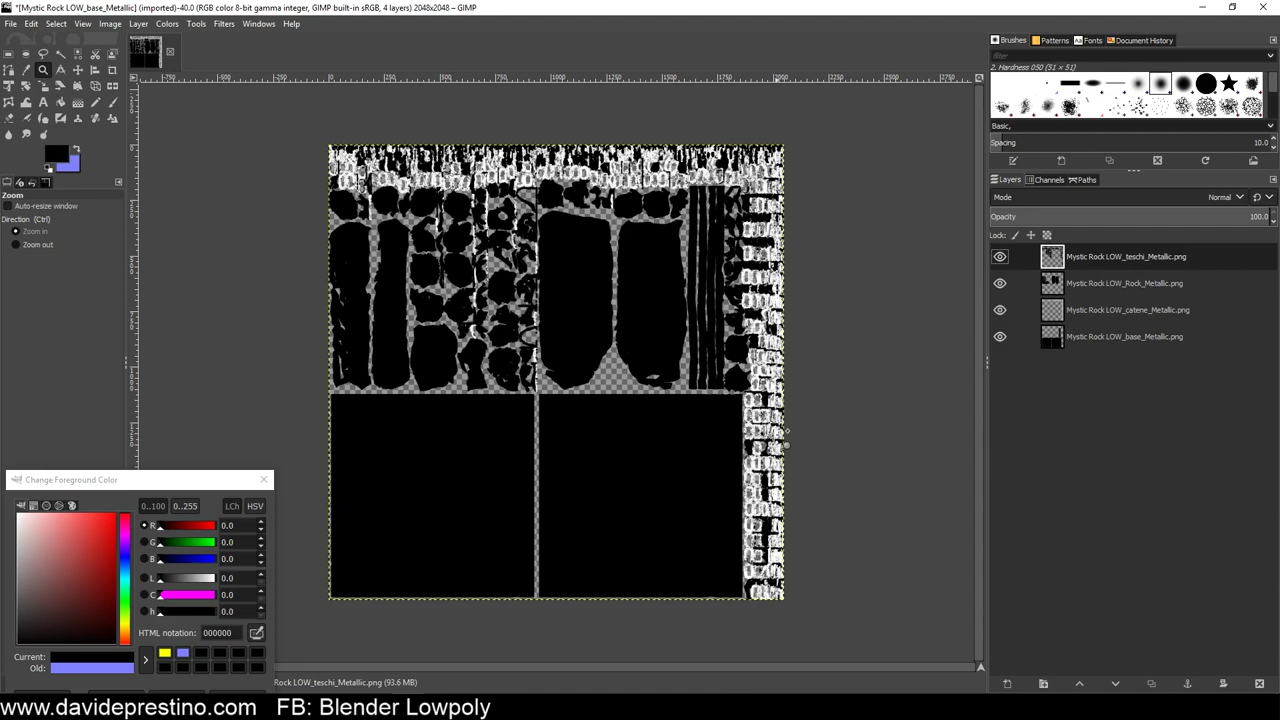 *[Mystic Rock LOW_base_Metallic] (imported)-40.0 (RGB color 8-bit gamma integer, GIMP built-in sRGB, 4 layers) 2048x2048 – GIMP
File Edit Select View Image Layer Colors Tools Filters Windows Help
Brushes Patterns Aa Fonts Document History
filter
2. Hardness 050 (51 × 51)
Basic,
Spacing 10.0
Layers Channels Paths
Mode Normal
Opacity 100.0
Lock:
Mystic Rock LOW_teschi_Metallic.png
Mystic Rock LOW_Rock_Metallic.png
Mystic Rock LOW_catene_Metallic.png
Mystic Rock LOW_base_Metallic.png
Zoom
Auto-resize window
Direction (Ctrl)
Zoom in
Zoom out
Change Foreground Color
0..100 0..255 LCh HSV
R 0.0
G 0.0
B 0.0
L 0.0
C 0.0
h 0.0
HTML notation: 000000
Current:
Old:
Rock LOW_teschi_Metallic.png (93.6 MB)
www.davideprestino.com FB: Blender Lowpoly